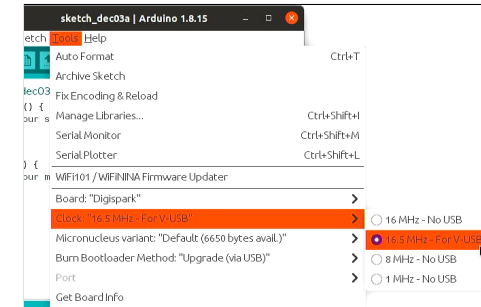 sketch_dec03a | Arduino 1.8.15
etch Tools Help
Auto Format Ctrl+T
Archive Sketch
Fix Encoding & Reload
Manage Libraries... Ctrl+Shift+I
Serial Monitor Ctrl+Shift+M
Serial Plotter Ctrl+Shift+L
WiFi101 / WiFiNINA Firmware Updater
Board: "Digispark"
Clock: "16.5 MHz - For V-USB"
Micronucleus variant: "Default (6650 bytes avail.)"
Burn Bootloader Method: "Upgrade (via USB)"
Port
Get Board Info
16 MHz - No USB
16.5 MHz - For V-USB
8 MHz - No USB
1 MHz - No USB
dec03
() {
our s
) {
our m